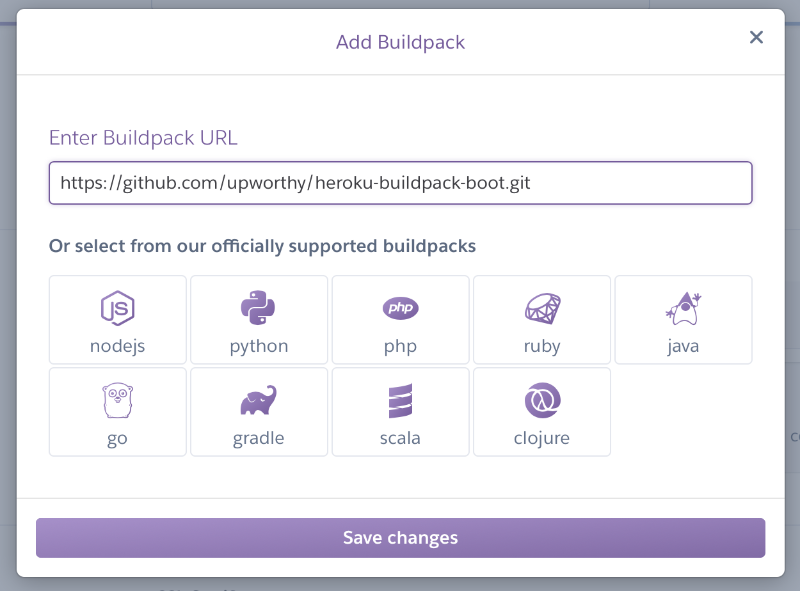 Add Buildpack
Enter Buildpack URL
https://github.com/upworthy/heroku-buildpack-boot.git
Or select from our officially supported buildpacks
JS php
nodejs python php ruby java
go gradle scala clojure
Save changes